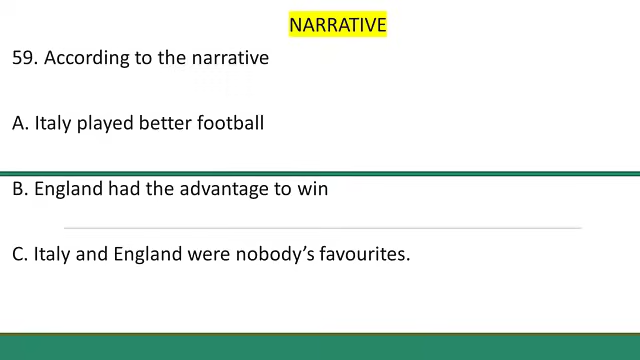 NARRATIVE
59. According to the narrative
A. Italy played better football
B. England had the advantage to win
C. Italy and England were nobody’s favourites.